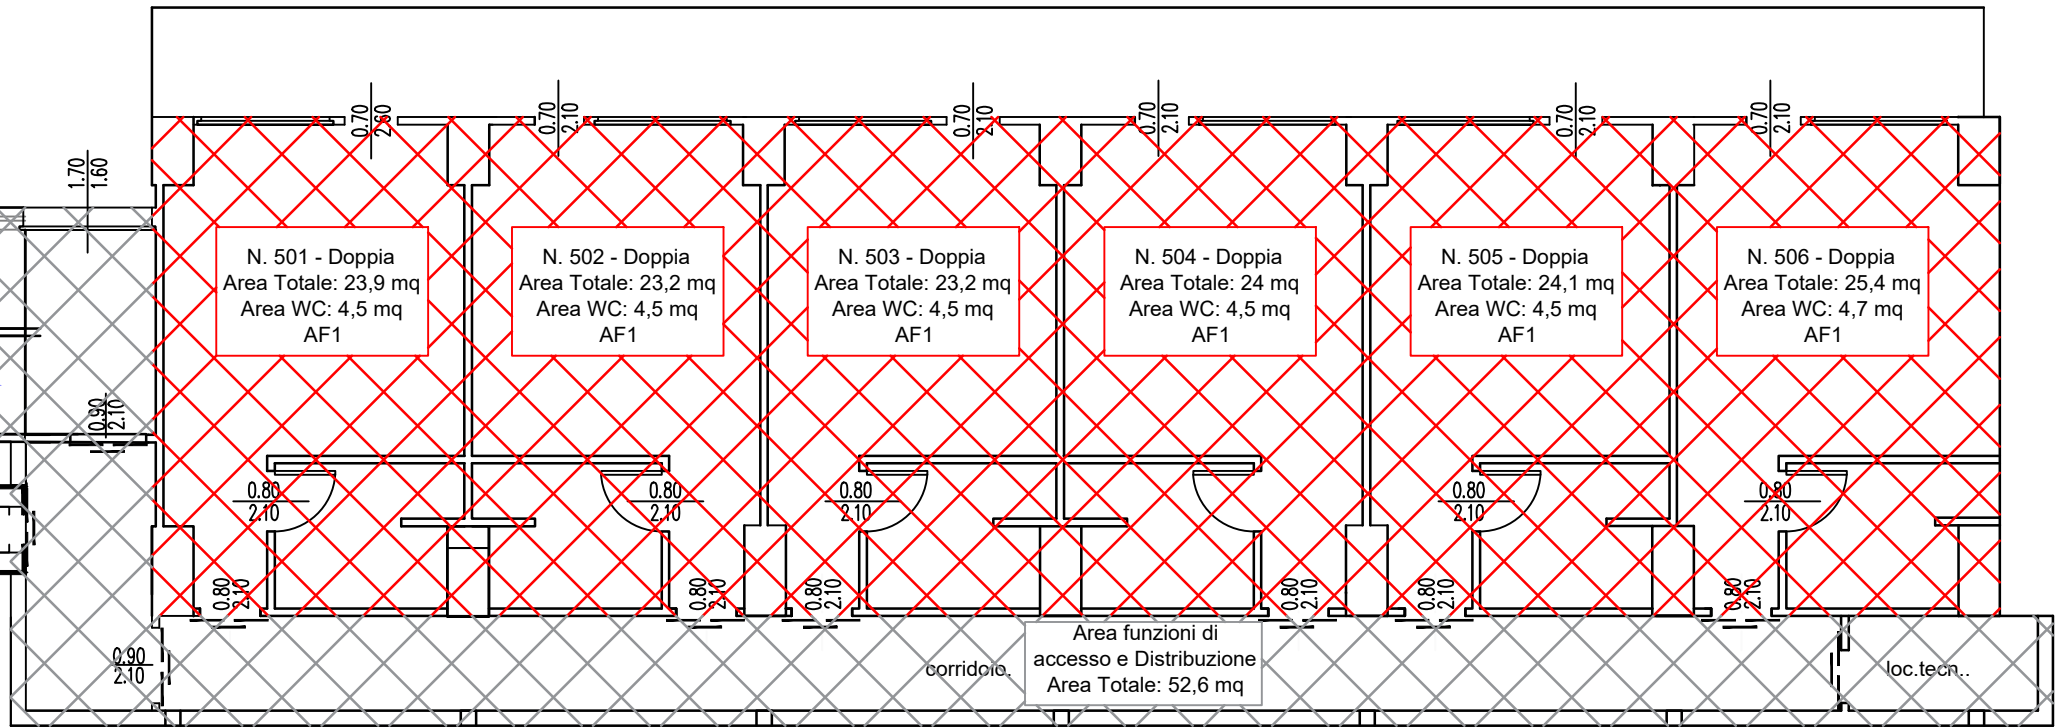 0.70
2.60
0.70
2.10
0.70
2.10
0.70
2.10
0.70
2.10
0.70
2.10
1.70
1.60
N. 501 - Doppia
Area Totale: 23,9 mq
Area WC: 4,5 mq
AF1
N. 502 - Doppia
Area Totale: 23,2 mq
Area WC: 4,5 mq
AF1
N. 503 - Doppia
Area Totale: 23,2 mq
Area WC: 4,5 mq
AF1
N. 504 - Doppia
Area Totale: 24 mq
Area WC: 4,5 mq
AF1
N. 505 - Doppia
Area Totale: 24,1 mq
Area WC: 4,5 mq
AF1
N. 506 - Doppia
Area Totale: 25,4 mq
Area WC: 4,7 mq
AF1
0.90
2.10
0.80
2.10
0.80
2.10
0.80
2.10
0.80
2.10
0.80
2.10
0.80
2.10
0.80
2.10
0.80
2.10
0.80
2.10
0.80
2.10
0.80
2.10
0.90
2.10
corridoio.
Area funzioni di
accesso e Distribuzione
Area Totale: 52,6 mq
loc.tecn..